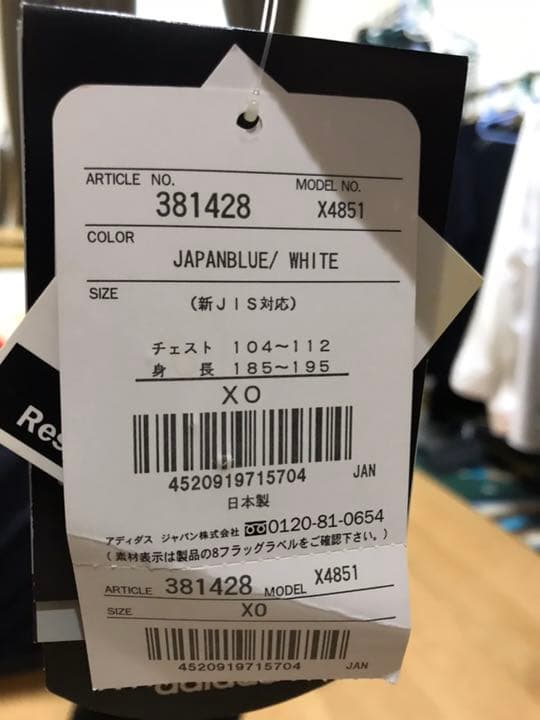 ARTICLE NO. MODEL NO.
381428 X4851
COLOR
JAPANBLUE/ WHITE
SIZE
(新JIS対応)
チェスト 104〜112
身 長 185〜195
XO
4520919715704 JAN
日本製
アディダス ジャパン株式会社 0120-81-0654
(素材表示は製品の8フラッグラベルをご確認下さい。)
ARTICLE 381428 MODEL X4851
SIZE XO
4520919715704 JAN
adidas